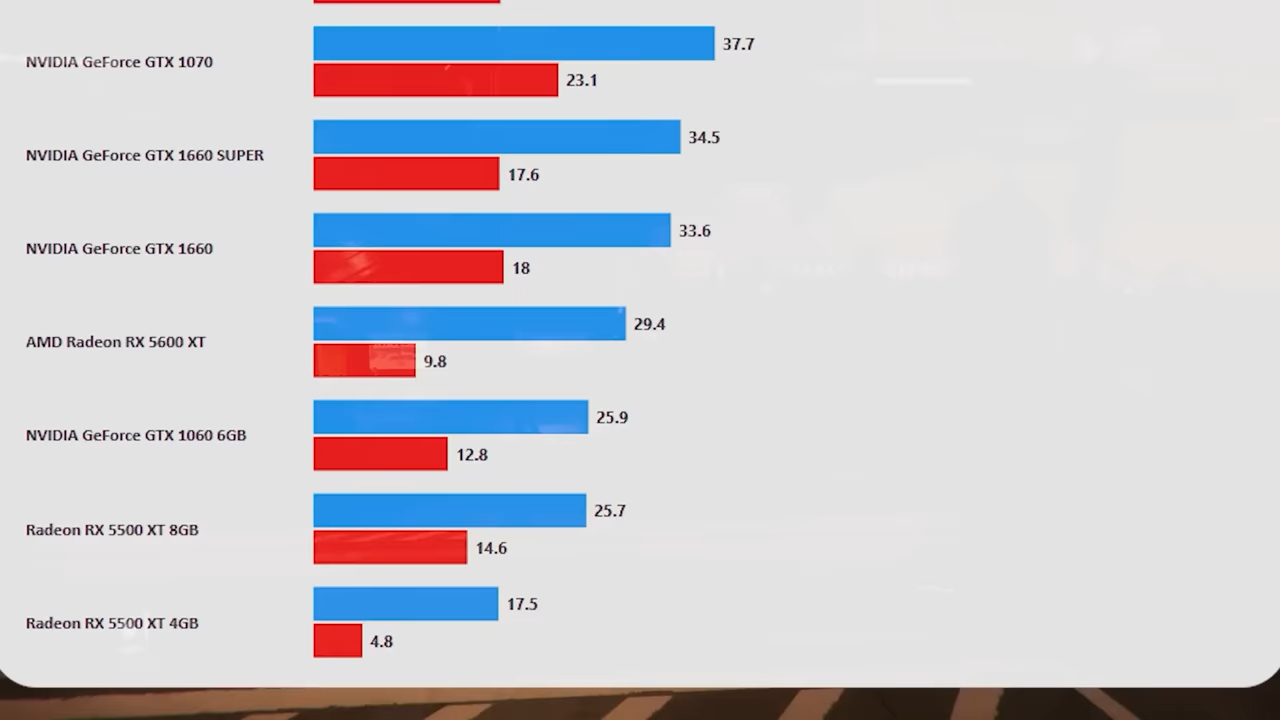 37.7
NVIDIA GeForce GTX 1070
23.1
34.5
NVIDIA GeForce GTX 1660 SUPER
17.6
33.6
NVIDIA GeForce GTX 1660
18
29.4
AMD Radeon RX 5600 XT
9.8
25.9
NVIDIA GeForce GTX 1060 6GB
12.8
25.7
Radeon RX 5500 XT 8GB
14.6
17.5
Radeon RX 5500 XT 4GB
4.8